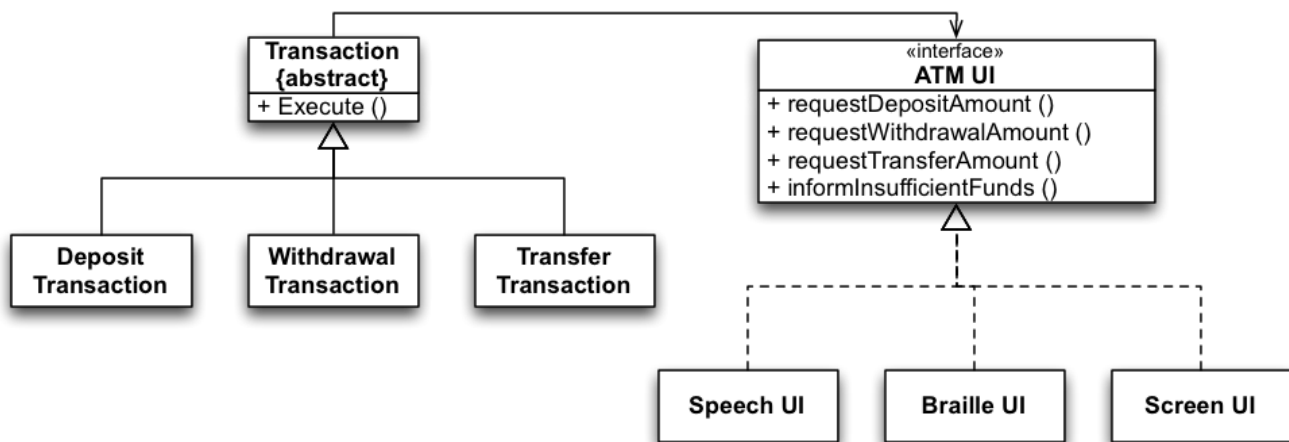 Transaction
{abstract}
+ Execute ()
«interface»
ATM UI
+ requestDepositAmount ()
+ requestWithdrawalAmount ()
+ requestTransferAmount ()
+ informInsufficientFunds ()
Deposit
Transaction
Withdrawal
Transaction
Transfer
Transaction
Speech UI
Braille UI
Screen UI